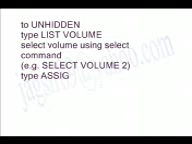 to UNHIDDEN
type LIST VOLUME
select volume using select
command
(e.g. SELECT VOLUME 2)
type ASSIG